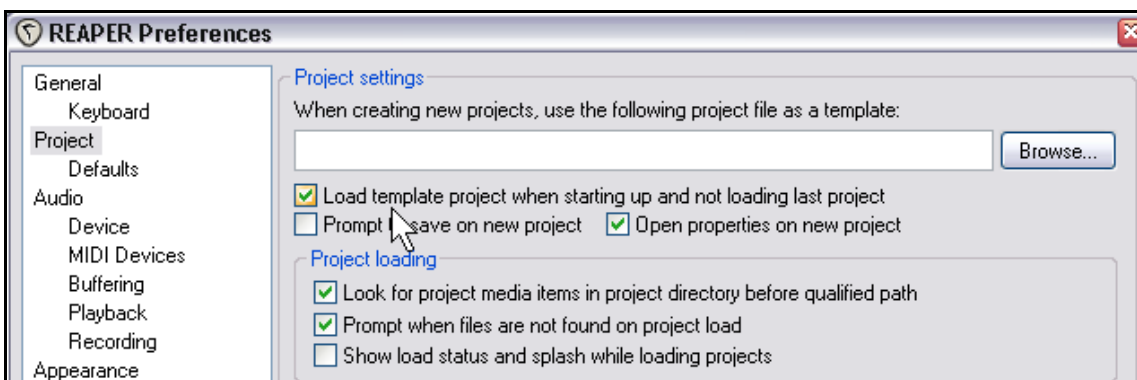 REAPER Preferences
General
Keyboard
Project
Defaults
Audio
Device
MIDI Devices
Buffering
Playback
Recording
Appearance
Project settings
When creating new projects, use the following project file as a template:
Browse...
Load template project when starting up and not loading last project
Prompt save on new project Open properties on new project
Project loading
Look for project media items in project directory before qualified path
Prompt when files are not found on project load
Show load status and splash while loading projects